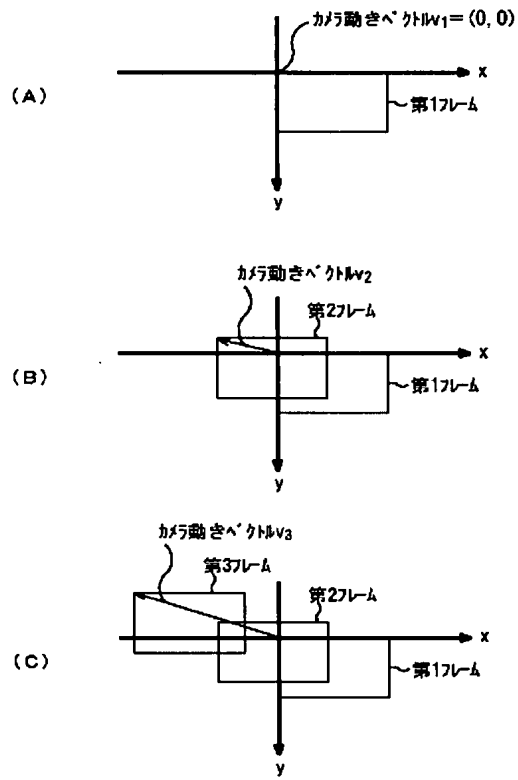 カメラ動きベクトルv1=(0,0)
x
(A)
第1フレーム
y
カメラ動きベクトルv2
第2フレーム
x
(B)
第1フレーム
y
カメラ動きベクトルv3
第3フレーム
第2フレーム
x
(C)
第1フレーム
y